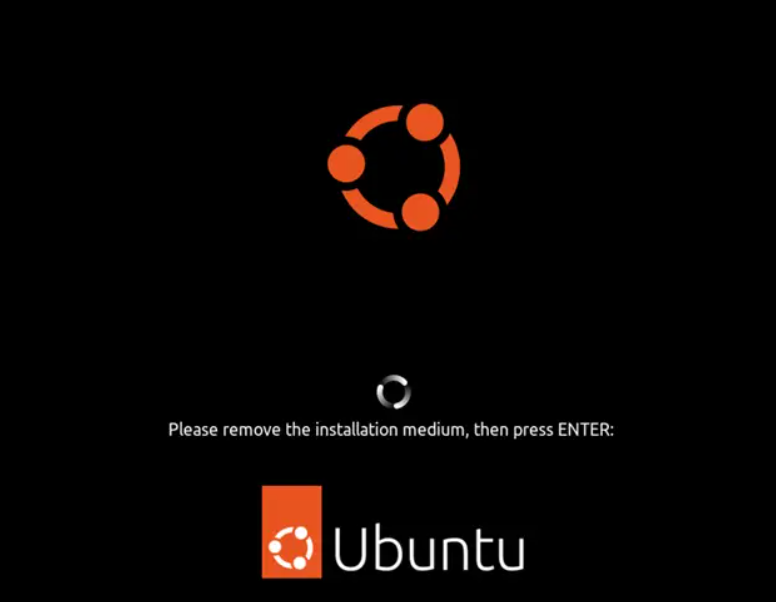 Please remove the installation medium, then press ENTER:
Ubuntu